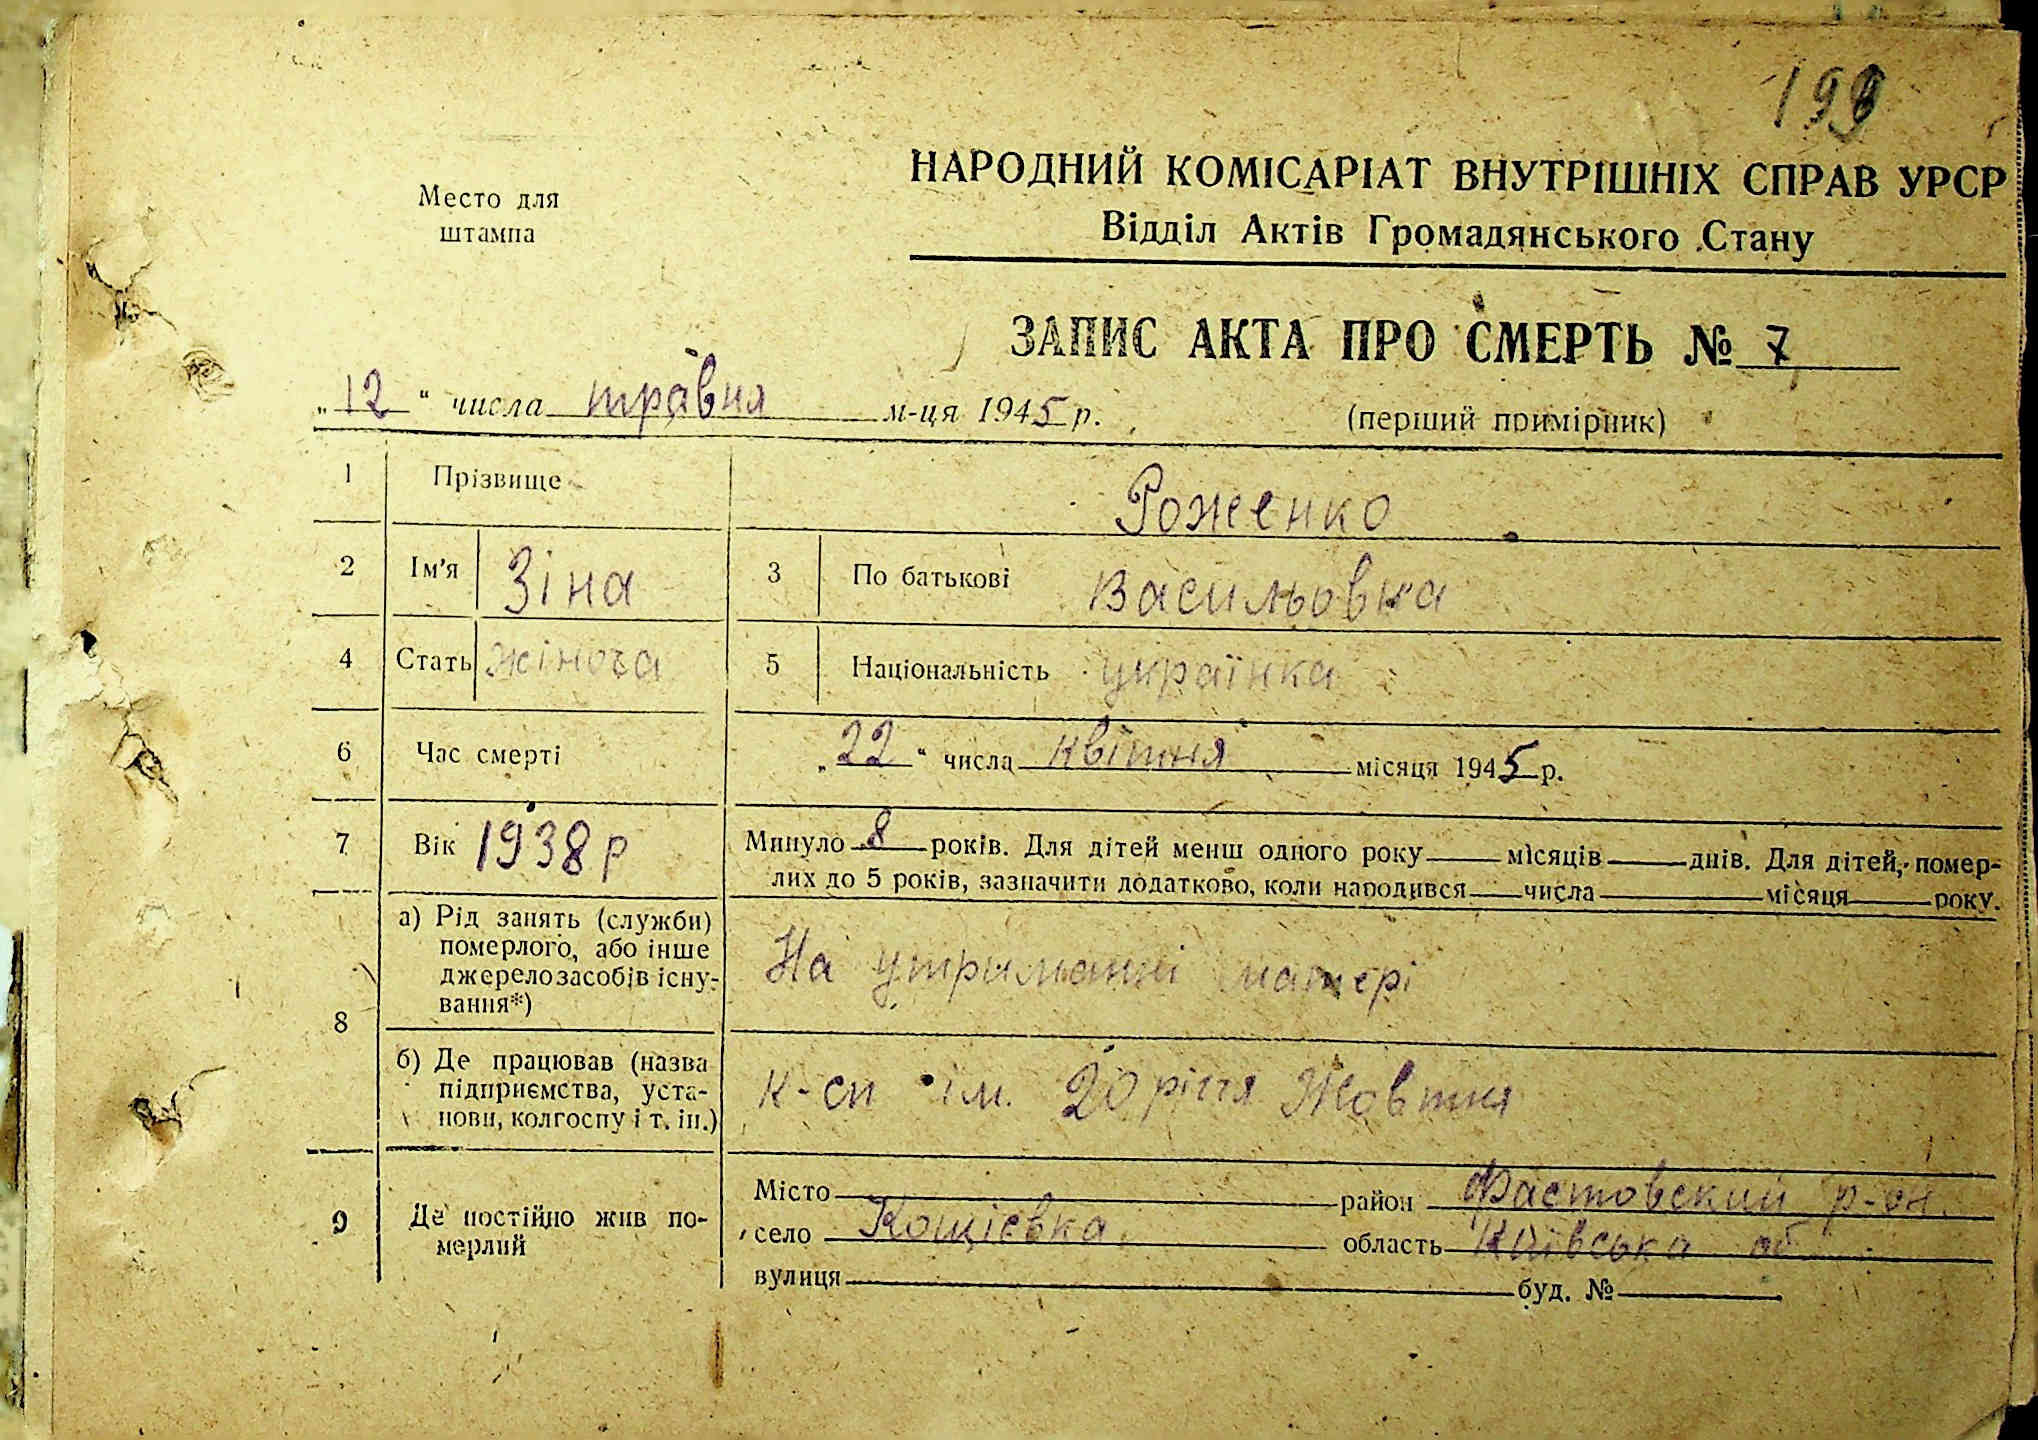 199
Место для
штампа
НАРОДНИЙ КОМІСАРІАТ ВНУТРІШНІХ СПРАВ УРСР
Відділ Актів Громадянського Стану
ЗАПИС АКТА ПРО СМЕРТЬ № 7
„12“ числа травня м-ця 1945 р.
(перший примірник)
1 Прізвище Роженко
2 Ім'я Зіна 3 По батькові Васильовна
4 Стать жіноча 5 Національність українка
6 Час смерті „22“ числа квітня місяця 1945 р.
7 Вік 1938 р Минуло 8 років. Для дітей менш одного року місяців днів. Для дітей, помер-
лих до 5 років, зазначити додатково, коли народився числа місяця року.
8 а) Рід занять (служби)
померлого, або інше
джерело засобів існу-
вання*)
На утриманні матері
б) Де працював (назва
підприємства, уста-
нови, колгоспу і т. ін.)
к-сп ім. 20 річчя Жовтня
9 Де постійно жив по-
мерлий
Місто район Фастовский р-он.
село Кощіевка. область Київська об
вулиця буд. №